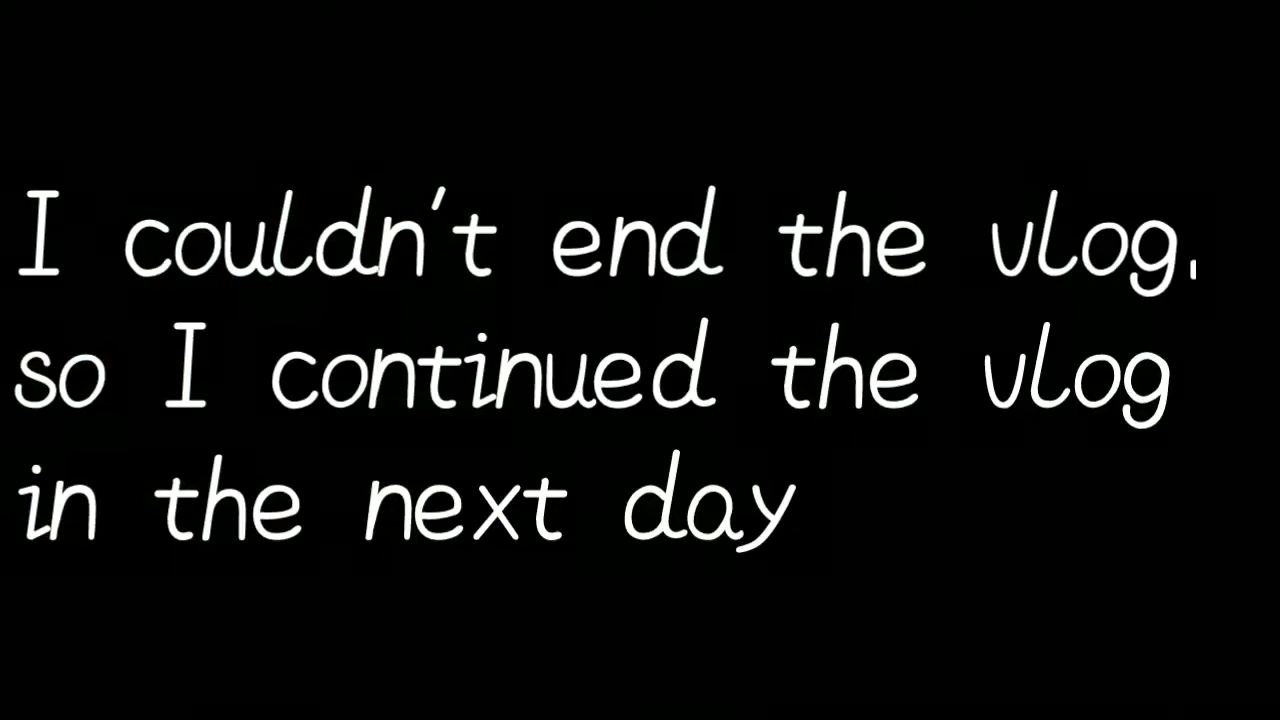 I couldn't end the vlog.
so I continued the vlog
in the next day